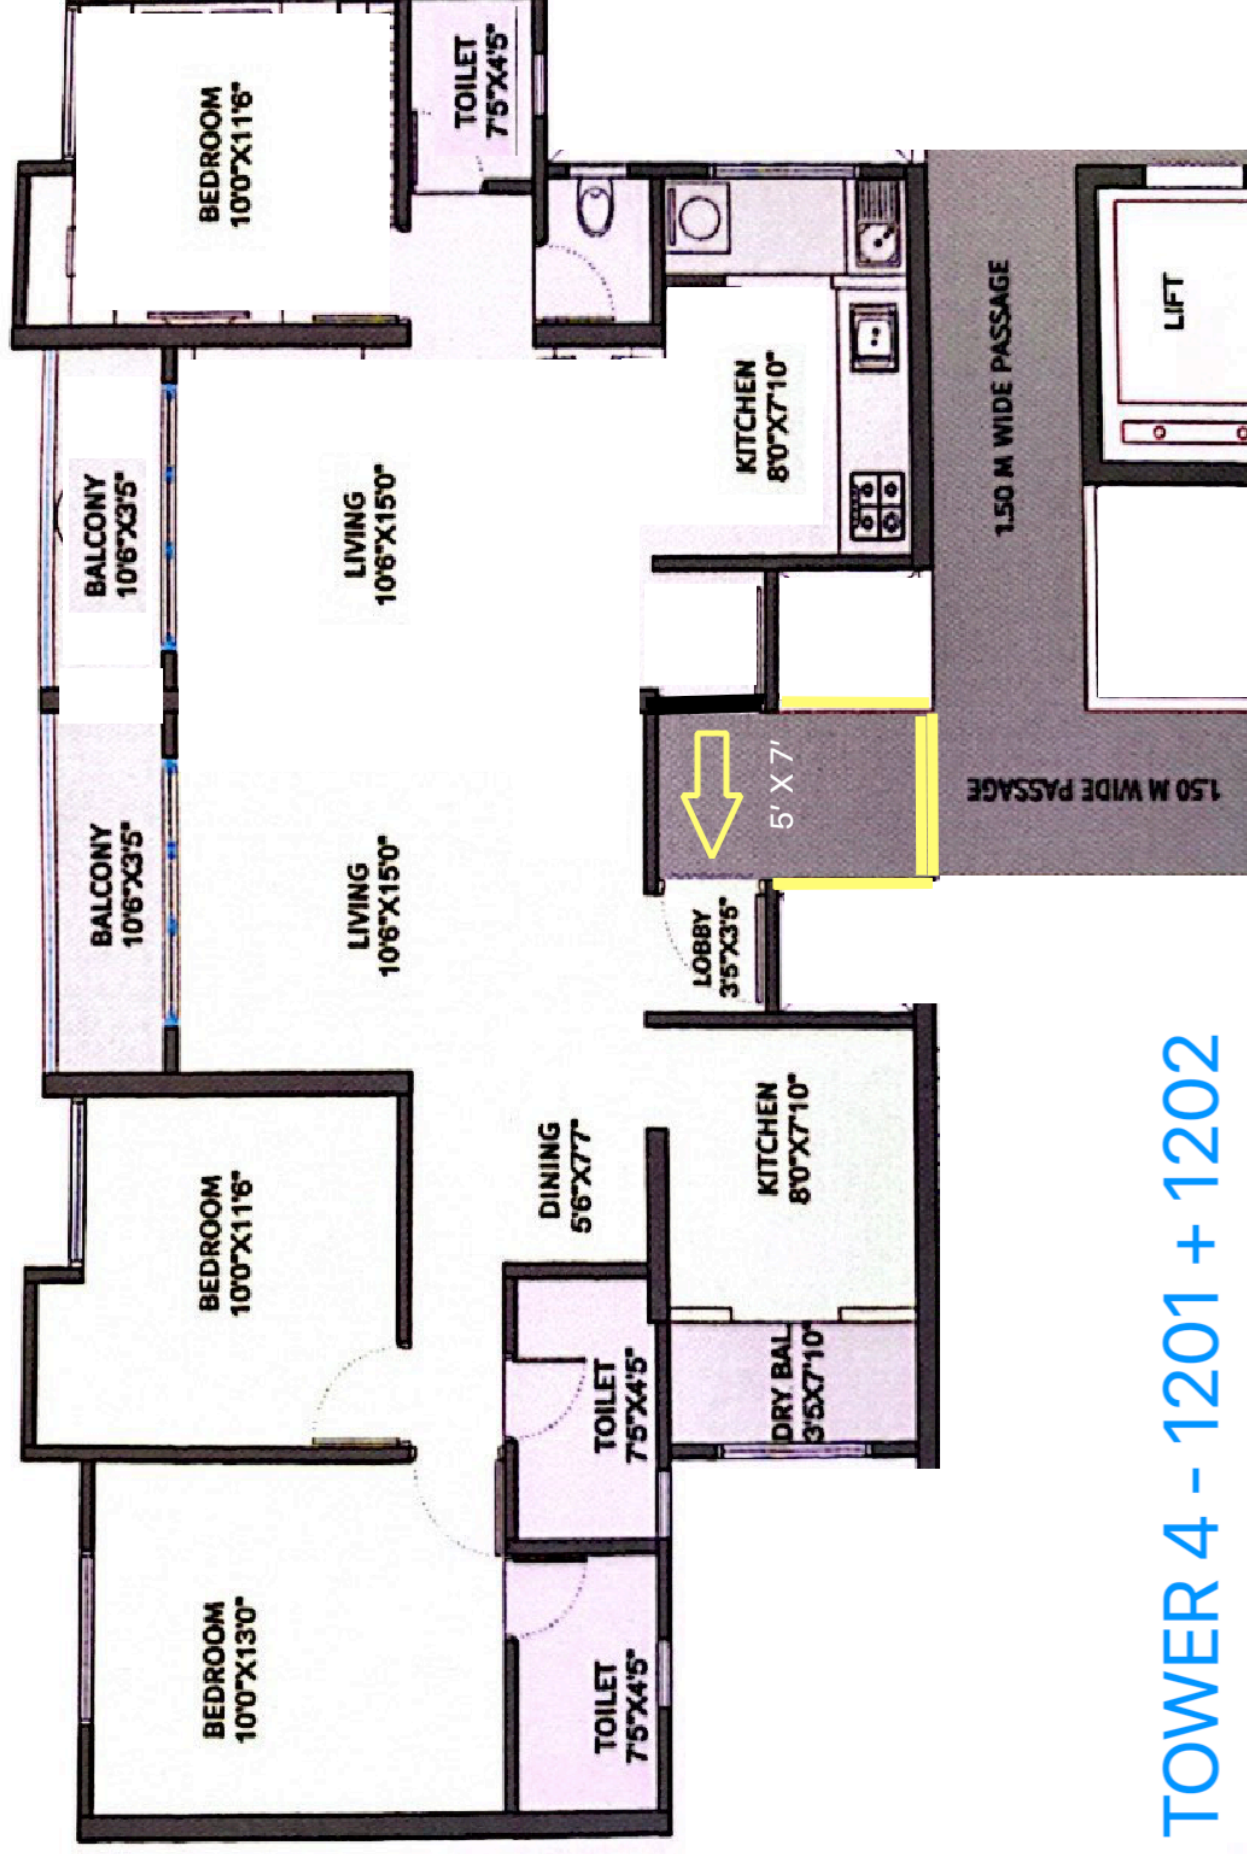 BEDROOM
10'0"X13'0"
TOILET
7'5"X4'5"
BEDROOM
10'0"X11'6"
TOILET
7'5"X4'5"
DRY BAL.
3'5X7'10"
DINING
5'6"X7'7"
KITCHEN
8'0"X7'10"
BALCONY
10'6"X3'5"
LIVING
10'6"X15'0"
LOBBY
3'5"X3'5"
5' X 7'
1.50 M WIDE PASSAGE
BALCONY
10'6"X3'5"
LIVING
10'6"X15'0"
KITCHEN
8'0"X7'10"
1.50 M WIDE PASSAGE
LIFT
BEDROOM
10'0"X11'6"
TOILET
7'5"X4'5"
TOWER 4 - 1201 + 1202